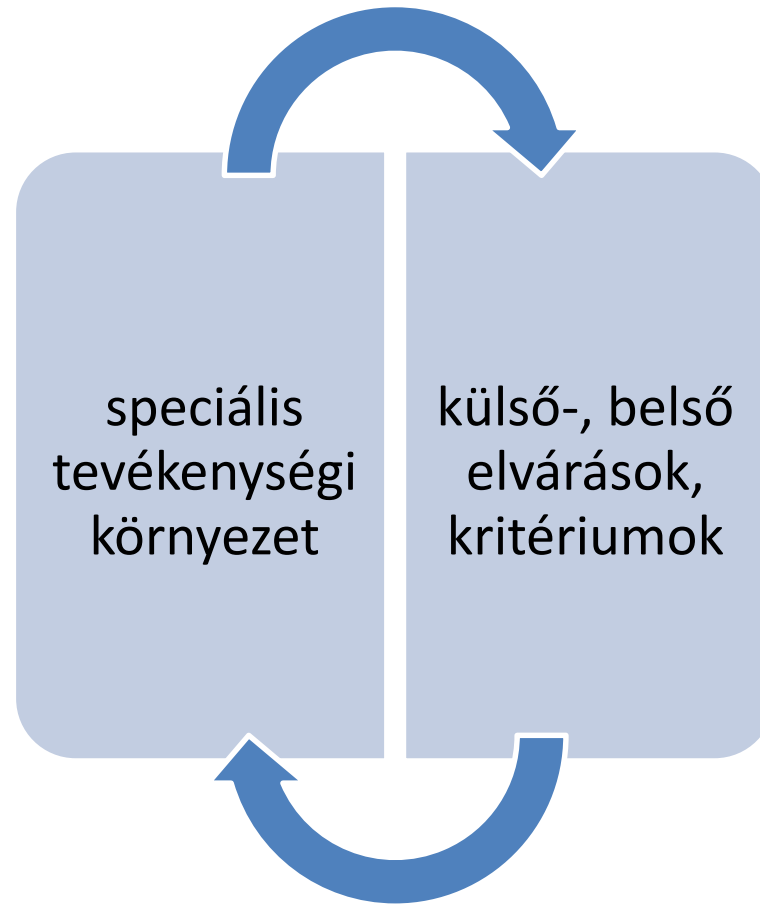 speciális
tevékenységi
környezet
külső-, belső
elvárások,
kritériumok